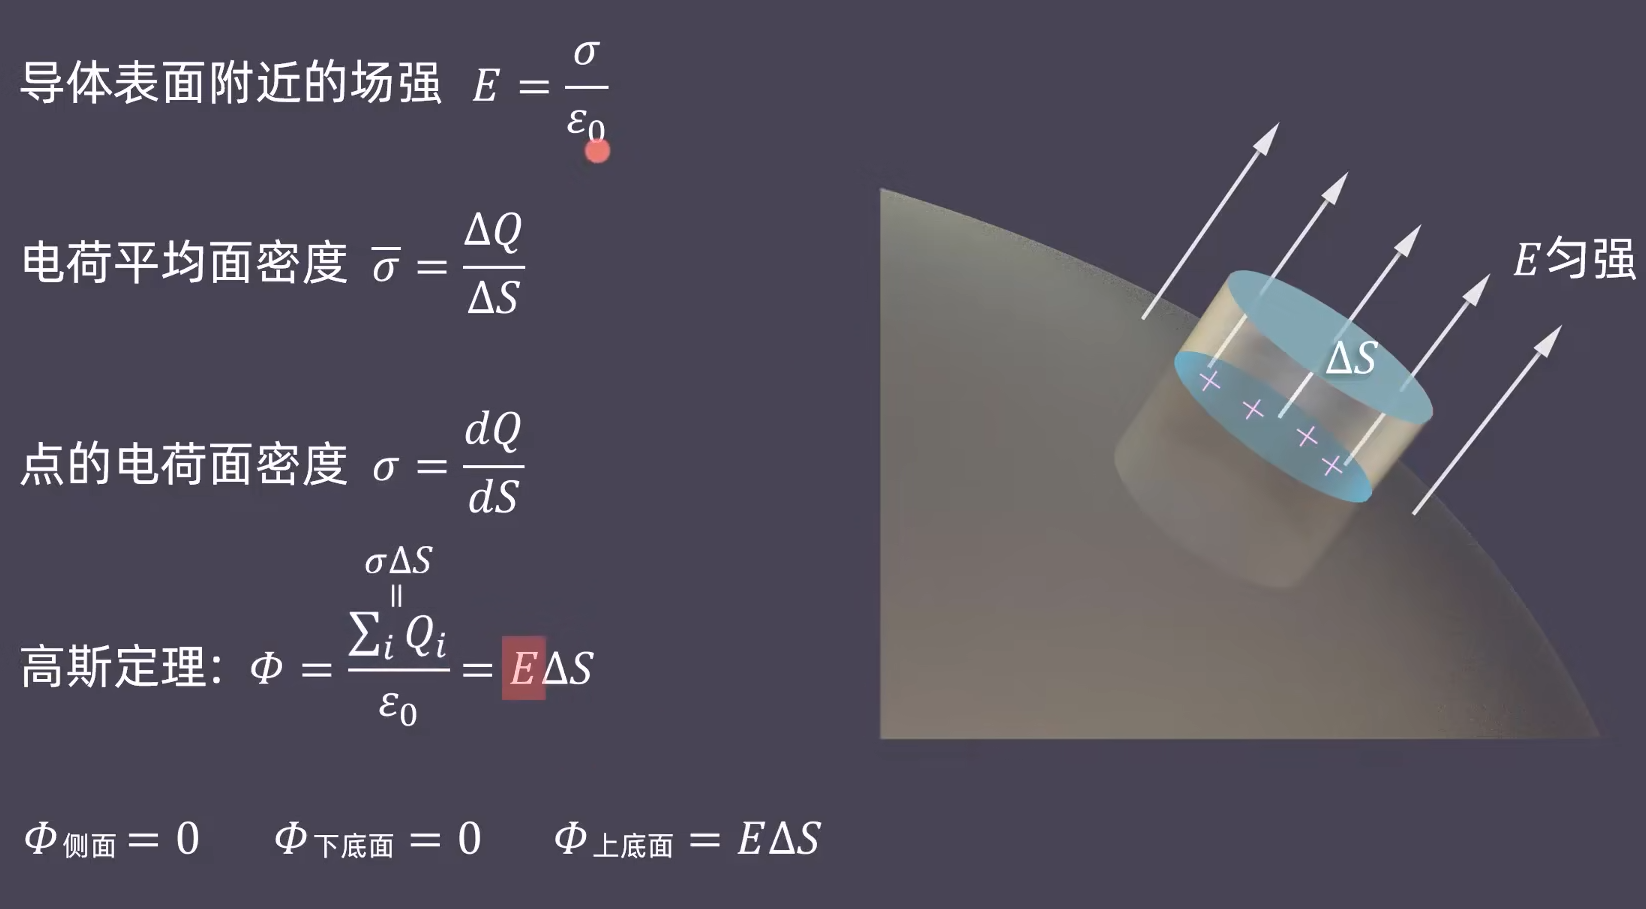 导体表面附近的场强 E = σ/ε₀
电荷平均面密度 σ̅ = ΔQ/ΔS
点的电荷面密度 σ = dQ/dS
σΔS
=
高斯定理：Φ = ∑ᵢ Qᵢ/ε₀ = EΔS
Φ侧面 = 0 Φ下底面 = 0 Φ上底面 = EΔS
E匀强
ΔS
+ + + +